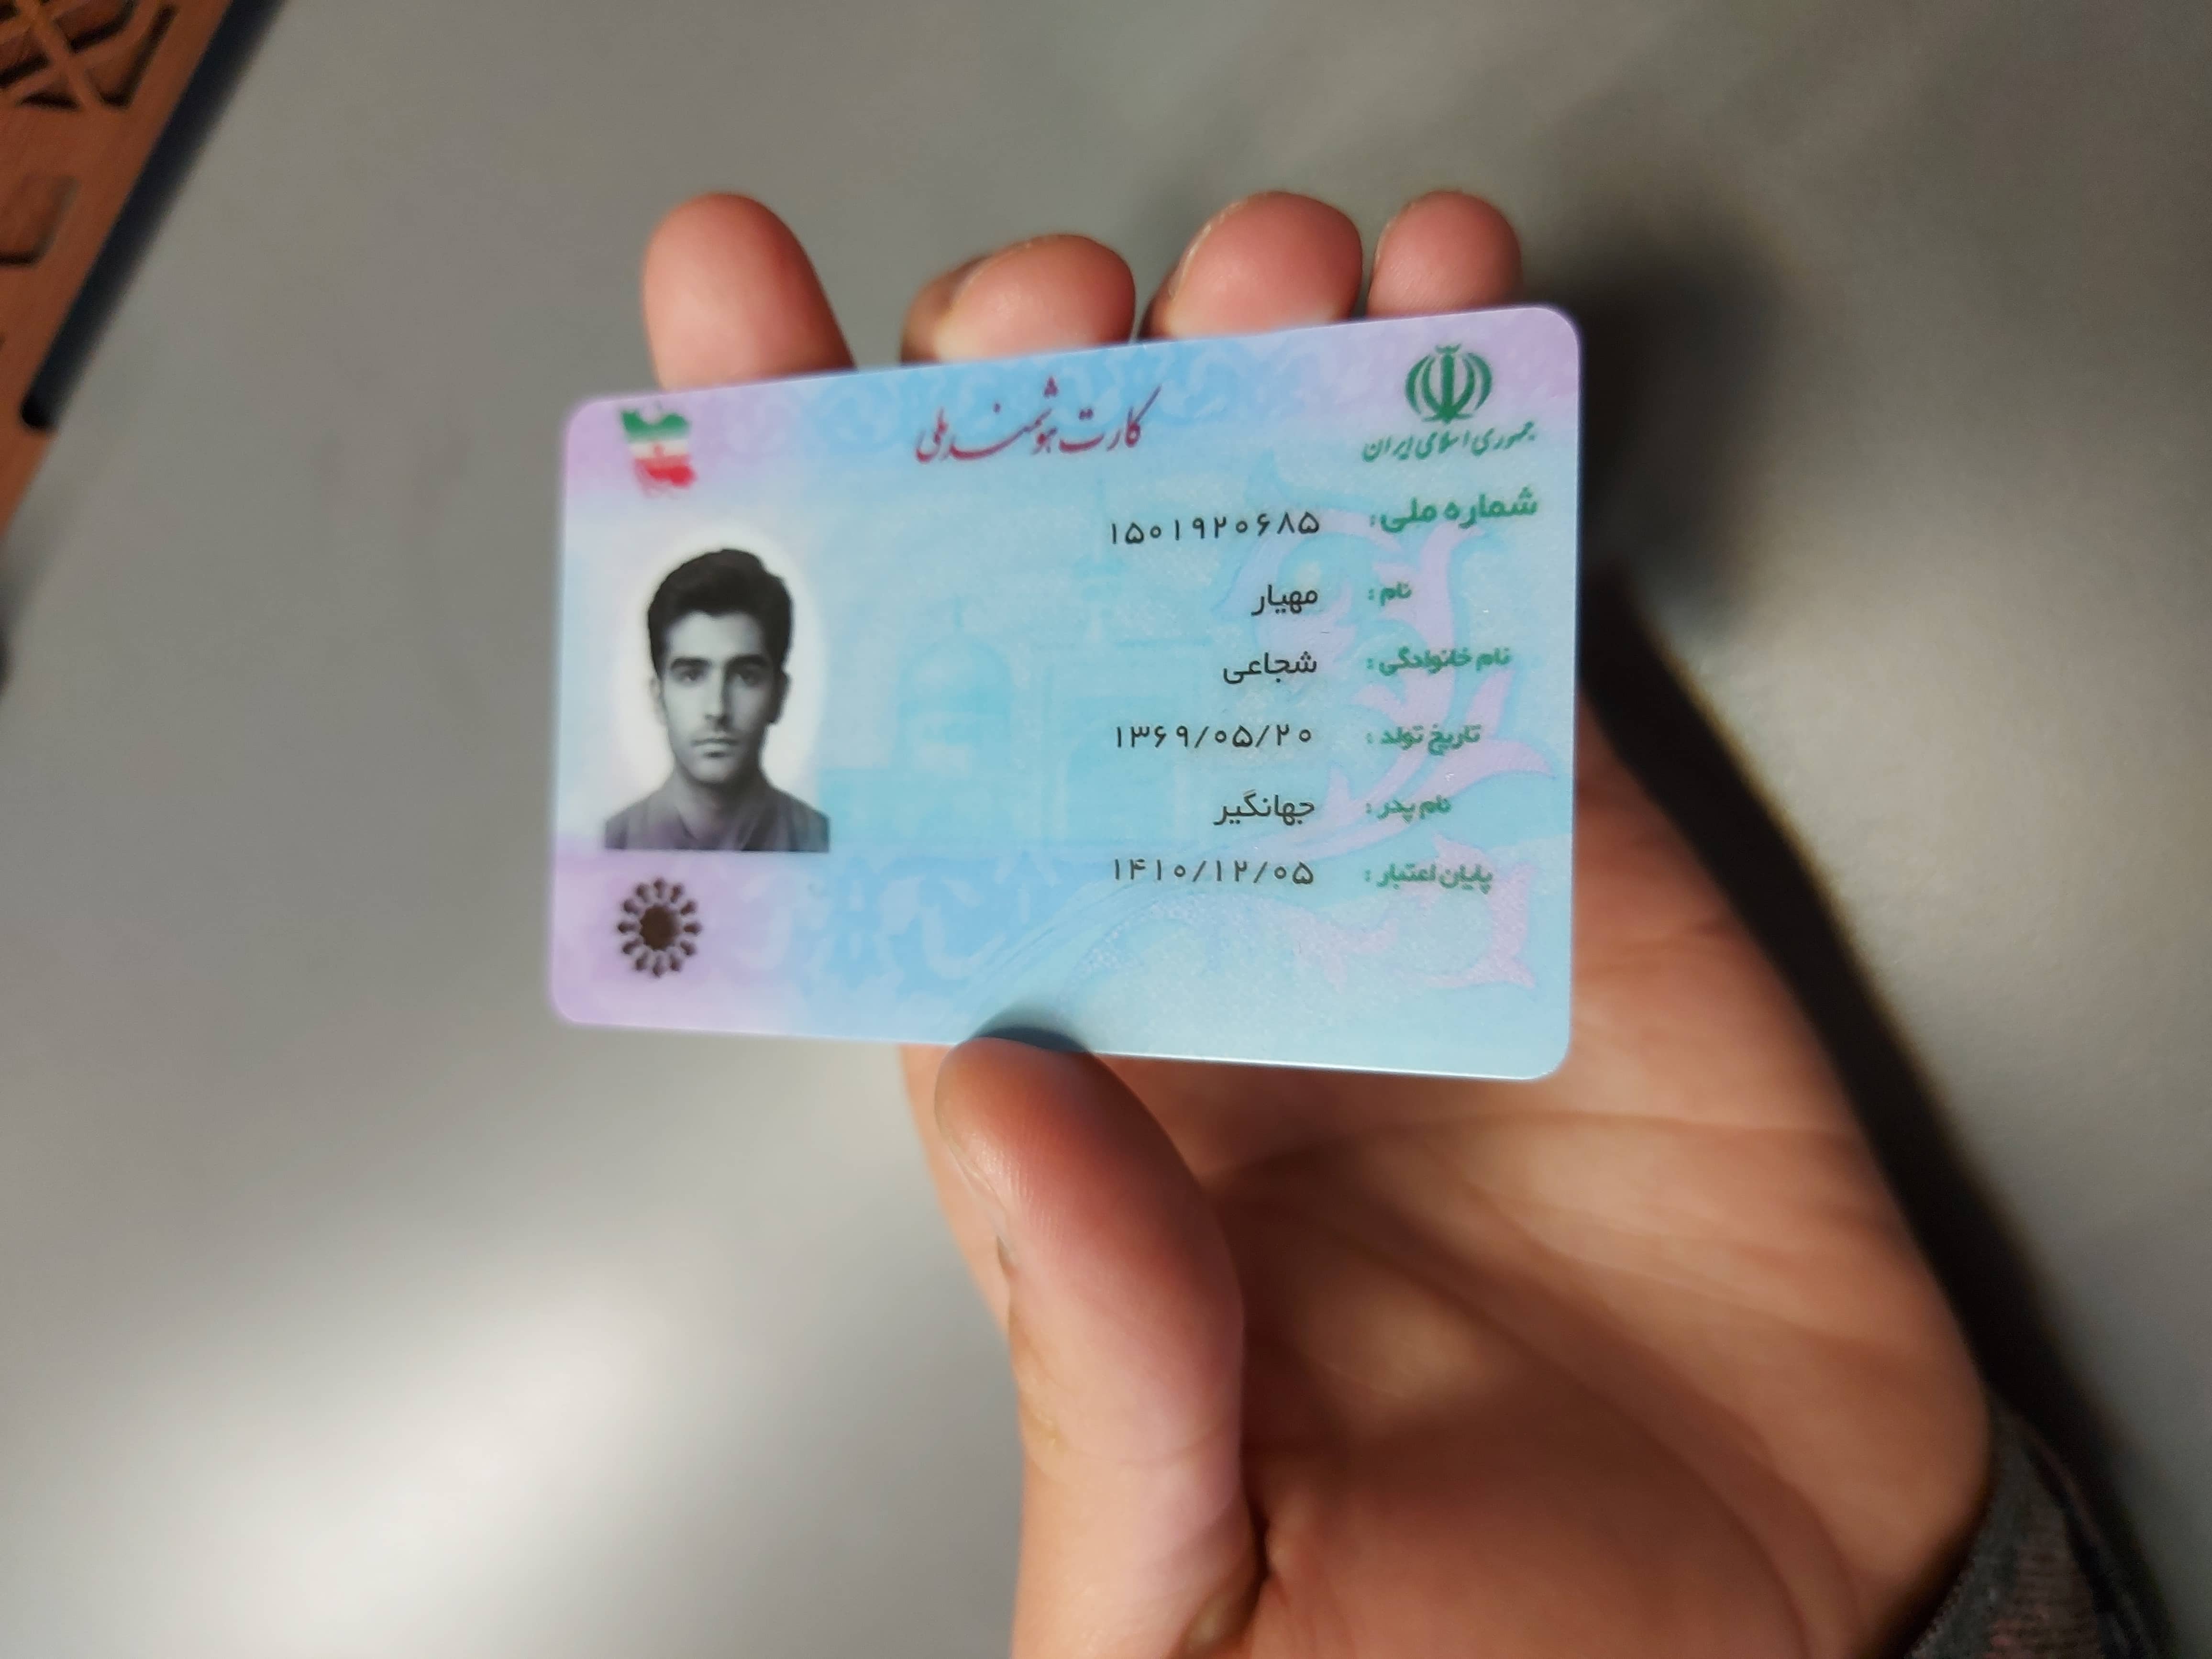 کارت هوشمند ملی
جمهوری اسلامی ایران
شماره ملی: ۱۵۰۱۹۲۰۶۸۵
نام: مهیار
نام خانوادگی: شجاعی
تاریخ تولد: ۱۳۶۹/۰۵/۲۰
نام پدر: جهانگیر
پایان اعتبار: ۱۴۱۰/۱۲/۰۵